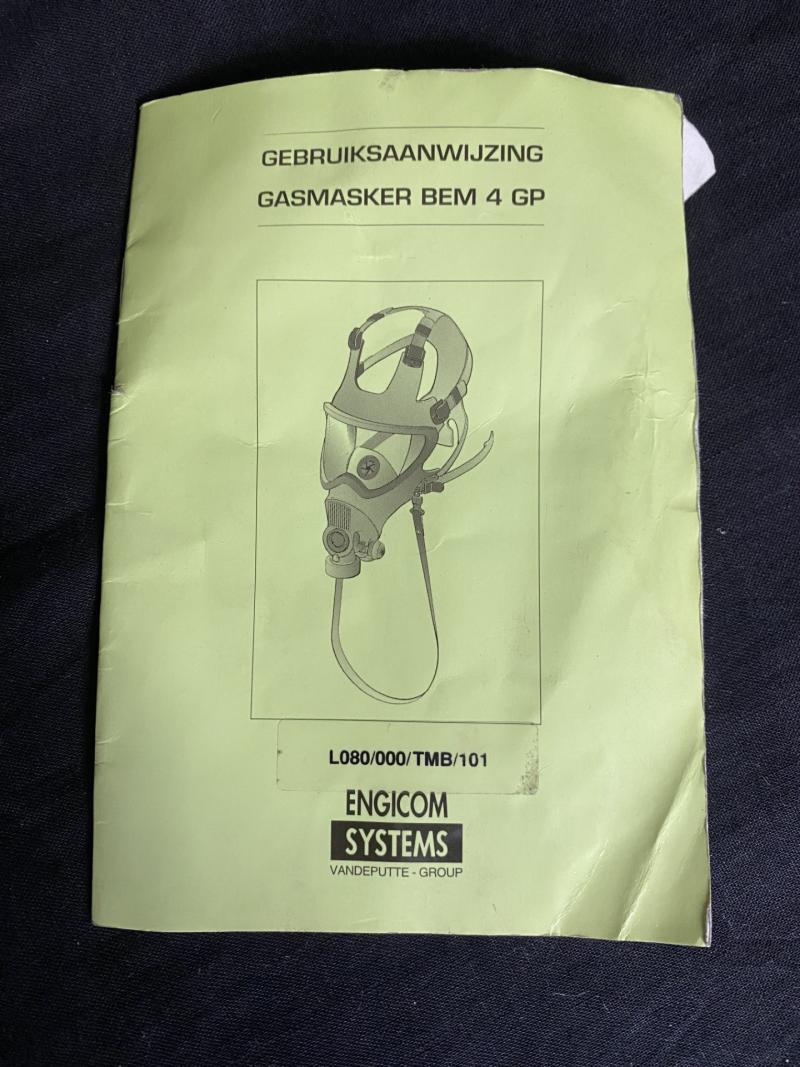 GEBRUIKSAANWIJZING
GASMASKER BEM 4 GP
L080/000/TMB/101
ENGICOM
SYSTEMS
VANDEPUTTE - GROUP